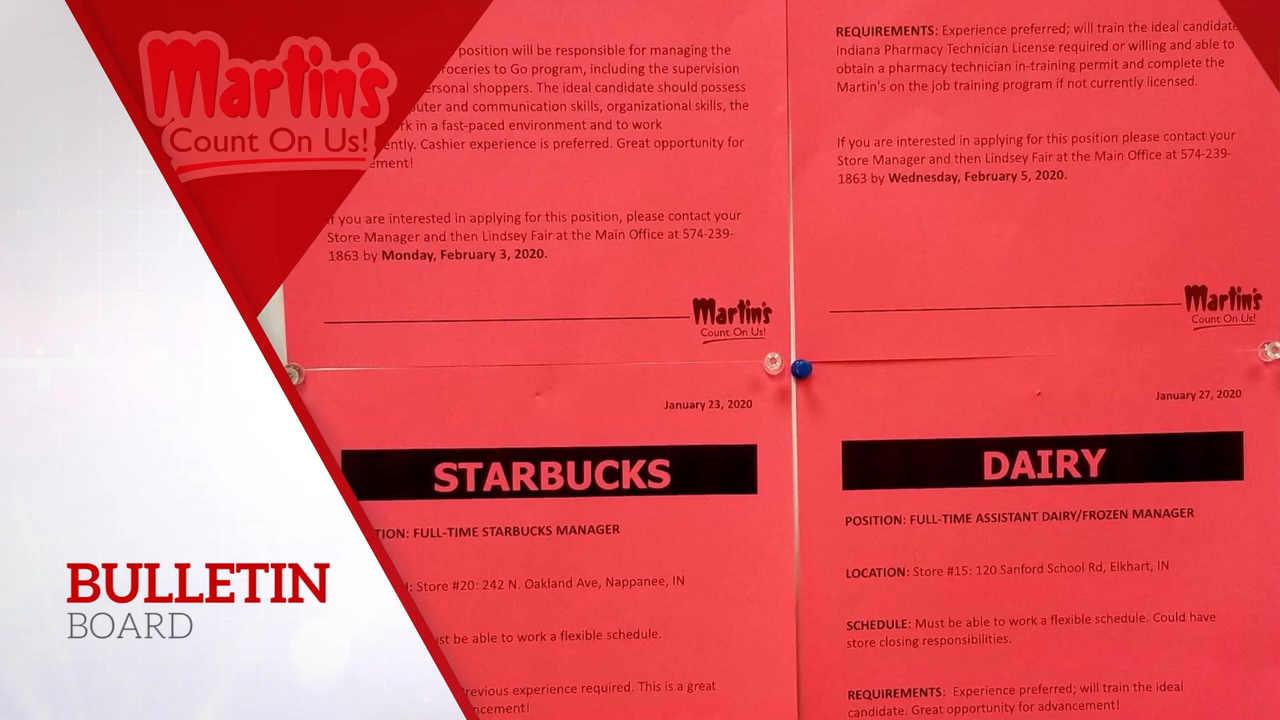 Martin's
Count On Us!
BULLETIN
BOARD
position will be responsible for managing the
to Go program, including the supervision
shoppers. The ideal candidate should possess
and communication skills, organizational skills, the
in a fast-paced environment and to work
Cashier experience is preferred. Great opportunity for
If you are interested in applying for this position, please contact your
Store Manager and then Lindsey Fair at the Main Office at 574-239-
1863 by Monday, February 3, 2020.
Martin's
Count On Us!
REQUIREMENTS: Experience preferred; will train the ideal candidate
Indiana Pharmacy Technician License required or willing and able to
obtain a pharmacy technician in-training permit and complete the
Martin's on the job training program if not currently licensed.
If you are interested in applying for this position please contact your
Store Manager and then Lindsey Fair at the Main Office at 574-239-
1863 by Wednesday, February 5, 2020.
Martin's
Count On Us!
January 23, 2020
STARBUCKS
FULL-TIME STARBUCKS MANAGER
Store #20: 242 N. Oakland Ave, Nappanee, IN
be able to work a flexible schedule.
experience required. This is a great
January 27, 2020
DAIRY
POSITION: FULL-TIME ASSISTANT DAIRY/FROZEN MANAGER
LOCATION: Store #15: 120 Sanford School Rd, Elkhart, IN
SCHEDULE: Must be able to work a flexible schedule. Could have
store closing responsibilities.
REQUIREMENTS: Experience preferred; will train the ideal
candidate. Great opportunity for advancement!